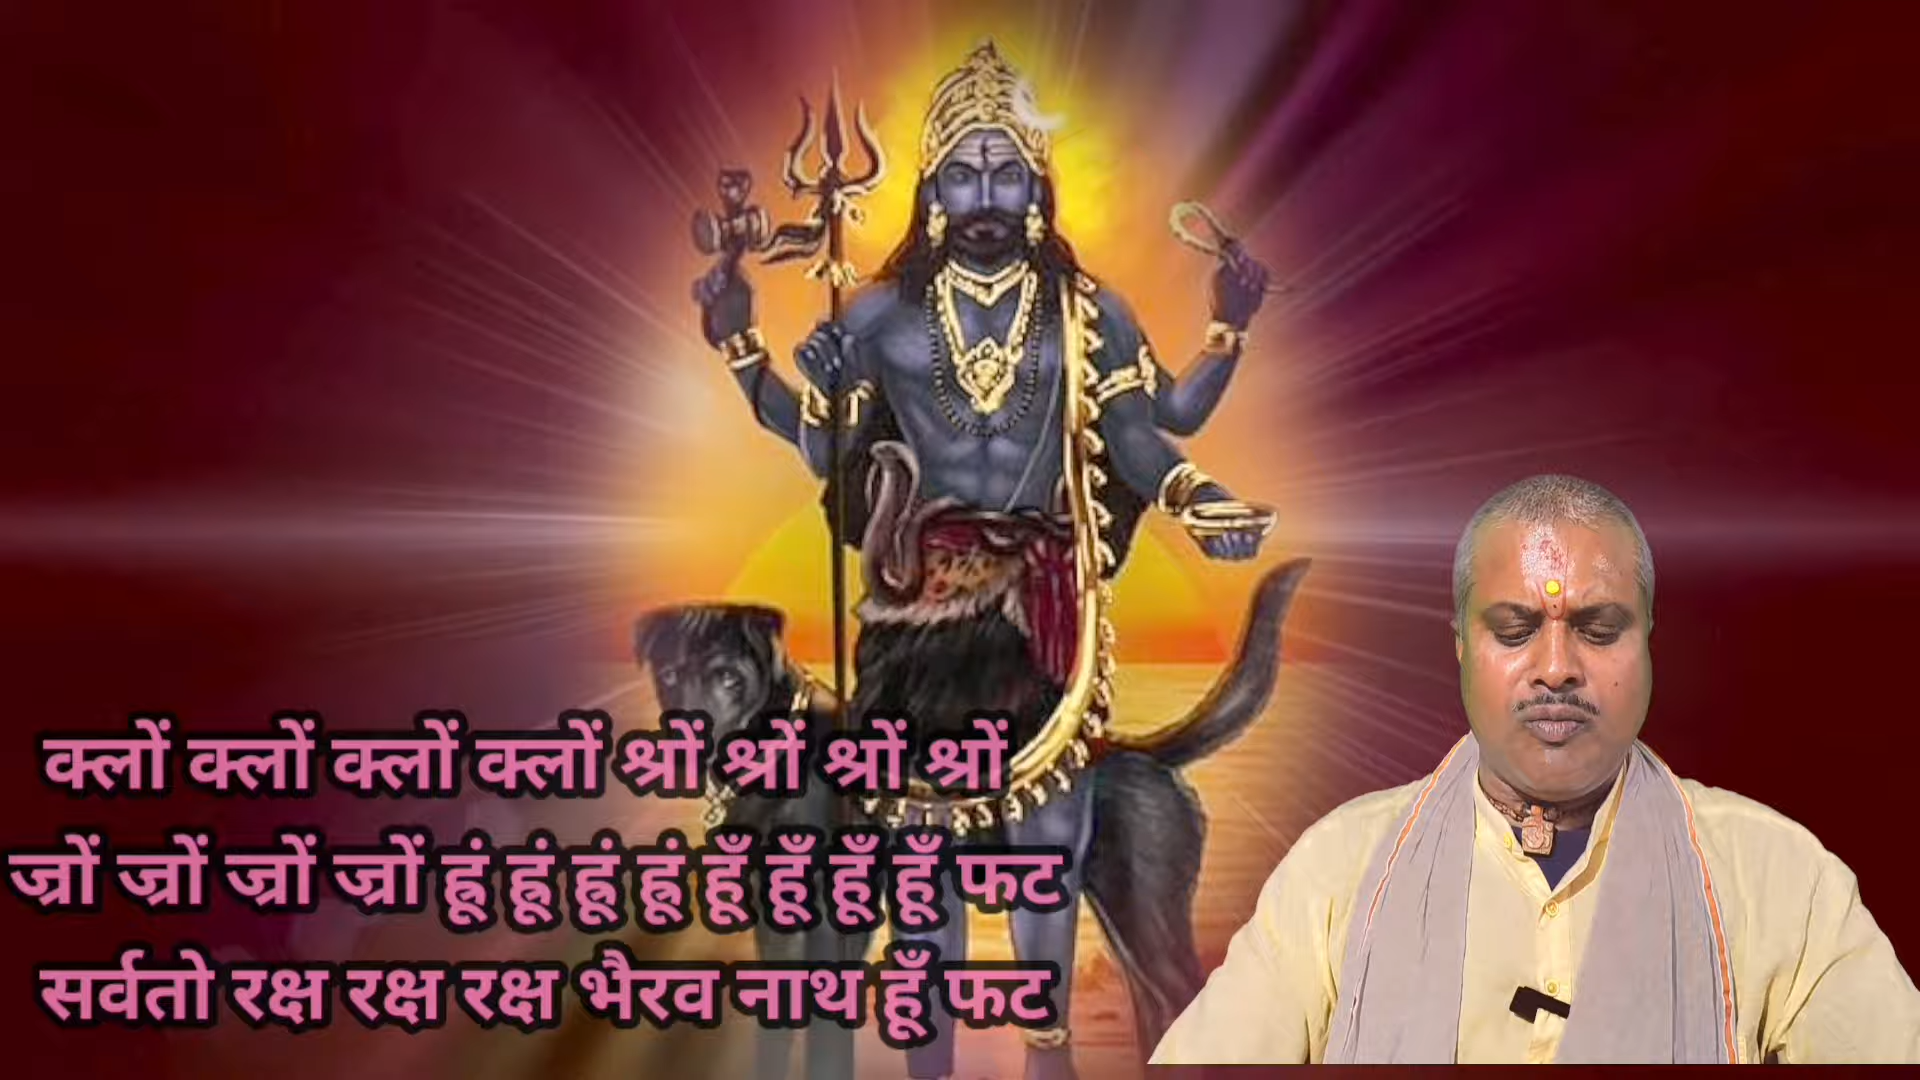 क्लों क्लों क्लों क्लों श्रों श्रों श्रों श्रों
ज्रों ज्रों ज्रों ज्रों ह्रूं ह्रूं ह्रूं ह्रूं हूँ हूँ हूँ हूँ फट
सर्वतो रक्ष रक्ष रक्ष भैरव नाथ हूँ फट